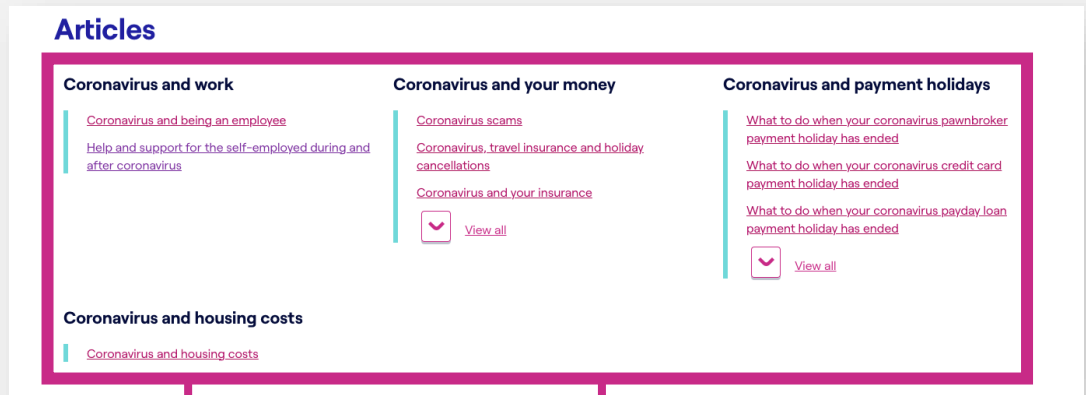 Articles
Coronavirus and work
Coronavirus and being an employee
Help and support for the self-employed during and
after coronavirus
Coronavirus and your money
Coronavirus scams
Coronavirus, travel insurance and holiday
cancellations
Coronavirus and your insurance
View all
Coronavirus and payment holidays
What to do when your coronavirus pawnbroker
payment holiday has ended
What to do when your coronavirus credit card
payment holiday has ended
What to do when your coronavirus payday loan
payment holiday has ended
View all
Coronavirus and housing costs
Coronavirus and housing costs